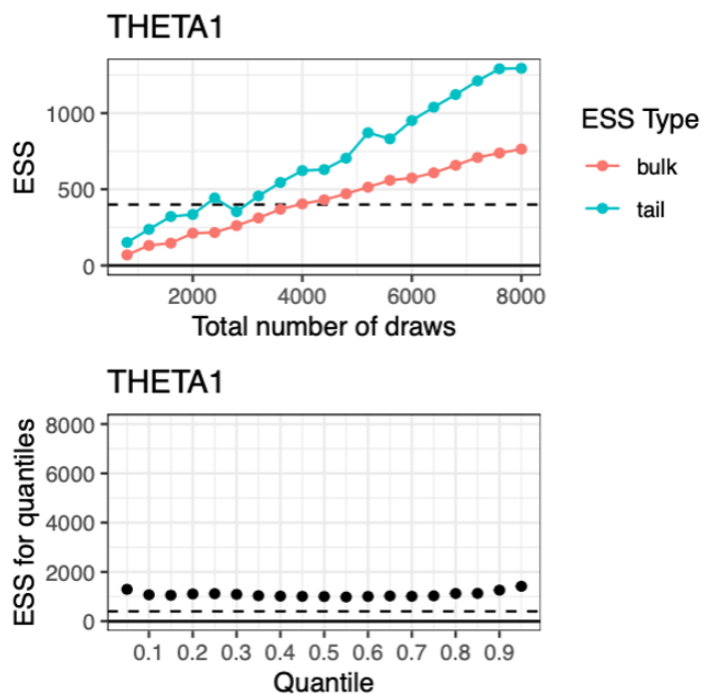 THETA1
1000
500
0
ESS
2000 4000 6000 8000
Total number of draws
ESS Type
bulk
tail
THETA1
8000
6000
4000
2000
0
ESS for quantiles
0.1 0.2 0.3 0.4 0.5 0.6 0.7 0.8 0.9
Quantile